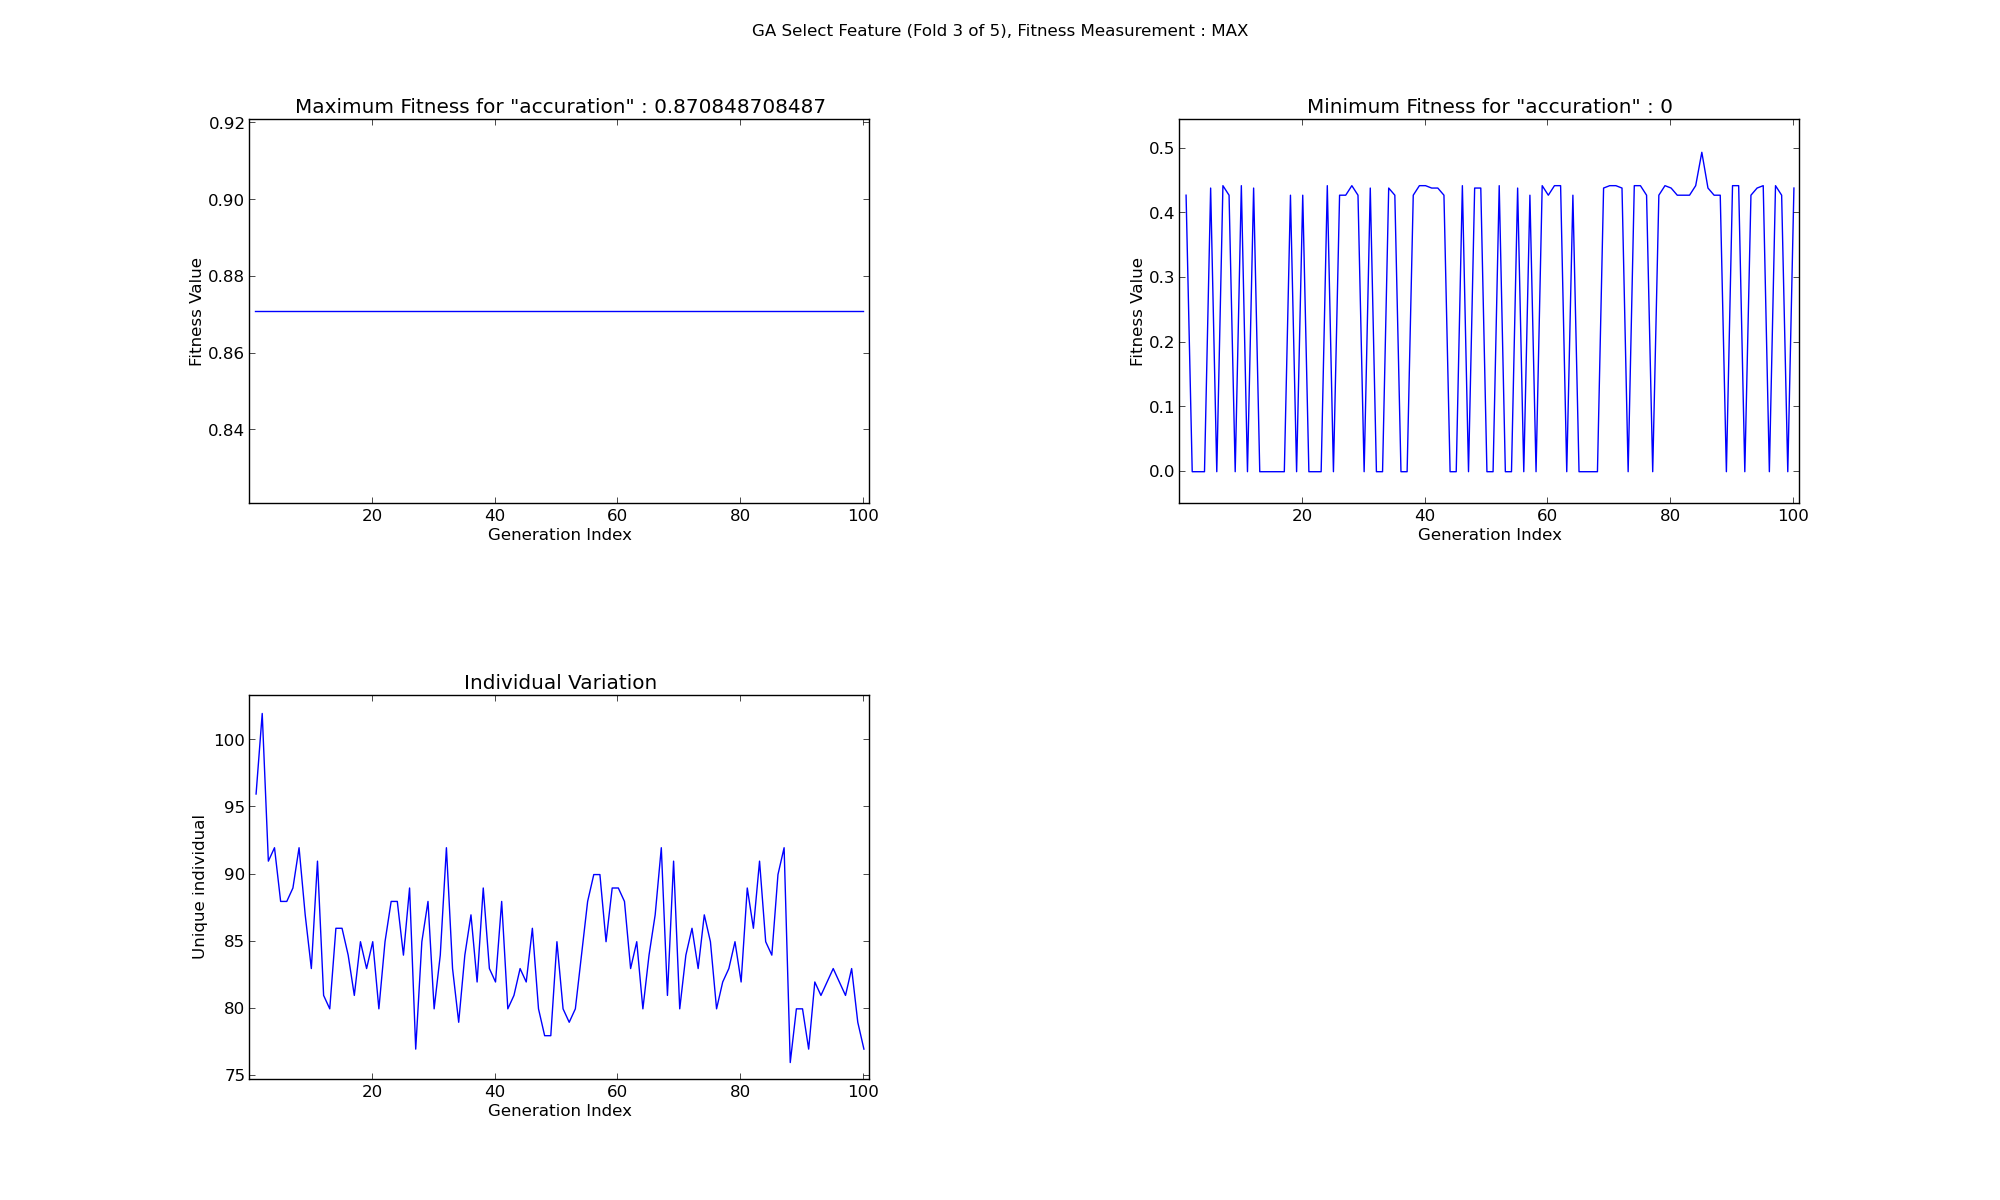 GA Select Feature (Fold 3 of 5), Fitness Measurement : MAX
Maximum Fitness for "accuration" : 0.870848708487
0.92
0.90
0.88
0.86
0.84
Fitness Value
20 40 60 80 100
Generation Index
Minimum Fitness for "accuration" : 0
0.5
0.4
0.3
0.2
0.1
0.0
Fitness Value
20 40 60 80 100
Generation Index
Individual Variation
100
95
90
85
80
75
Unique individual
20 40 60 80 100
Generation Index